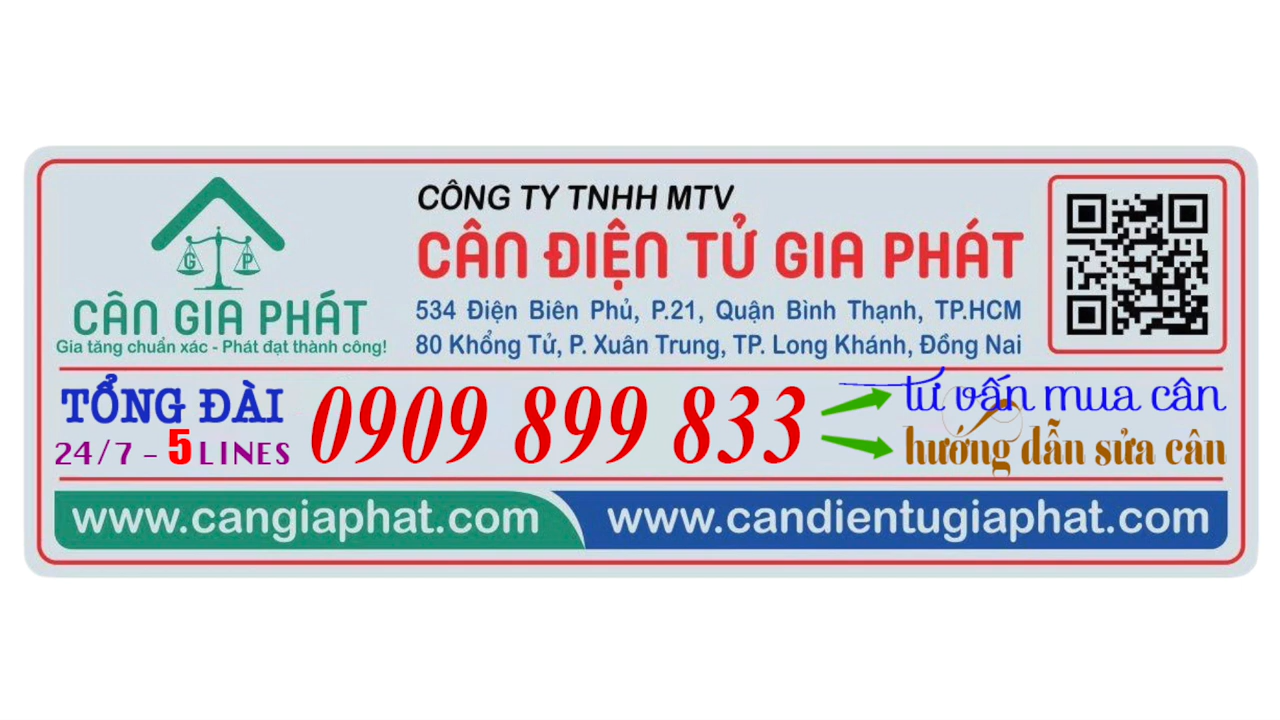 G P
CÂN GIA PHÁT
Gia tăng chuẩn xác - Phát đạt thành công!
CÔNG TY TNHH MTV
CÂN ĐIỆN TỬ GIA PHÁT
534 Điện Biên Phủ, P.21, Quận Bình Thạnh, TP.HCM
80 Khổng Tử, P. Xuân Trung, TP. Long Khánh, Đồng Nai
TỔNG ĐÀI
24/7 - 5 LINES
0909 899 833
tư vấn mua cân
hướng dẫn sửa cân
www.cangiaphat.com
www.candientugiaphat.com